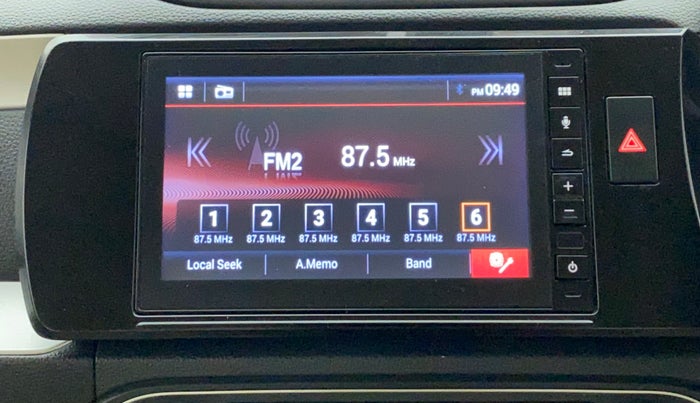 PM 09:49
FM2 87.5 MHz
1 2 3 4 5 6
87.5 MHz 87.5 MHz 87.5 MHz 87.5 MHz 87.5 MHz 87.5 MHz
Local Seek A.Memo Band
+
−